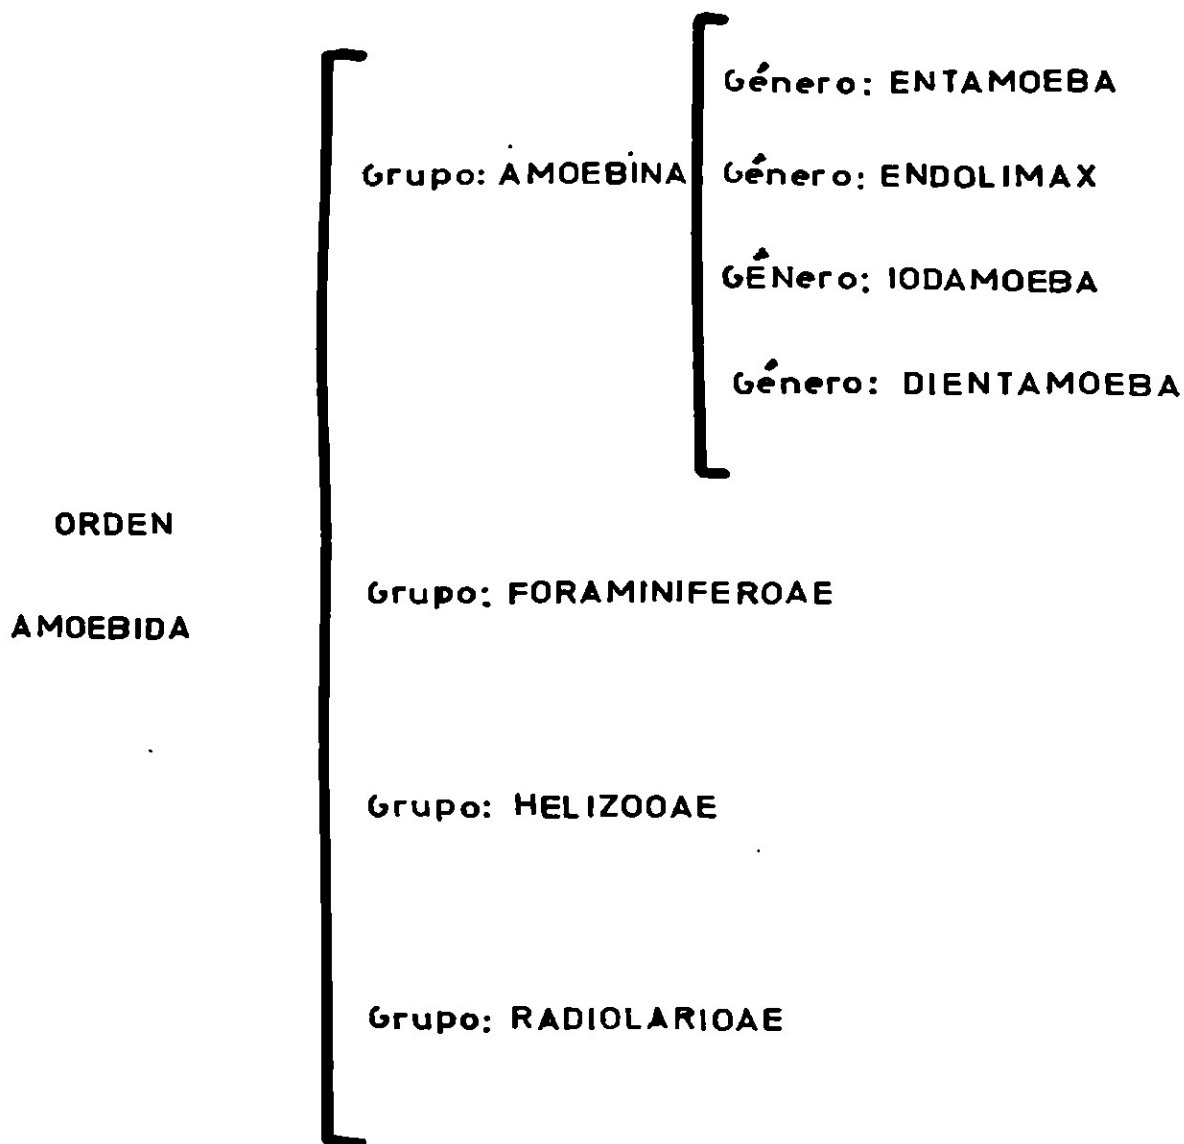 Género: ENTAMOEBA
Grupo: AMOEBINA
Género: ENDOLIMAX
GÉNero: IODAMOEBA
Género: DIENTAMOEBA
ORDEN
AMOEBIDA
Grupo: FORAMINIFEROAE
Grupo: HELIZOOAE
Grupo: RADIOLARIOAE